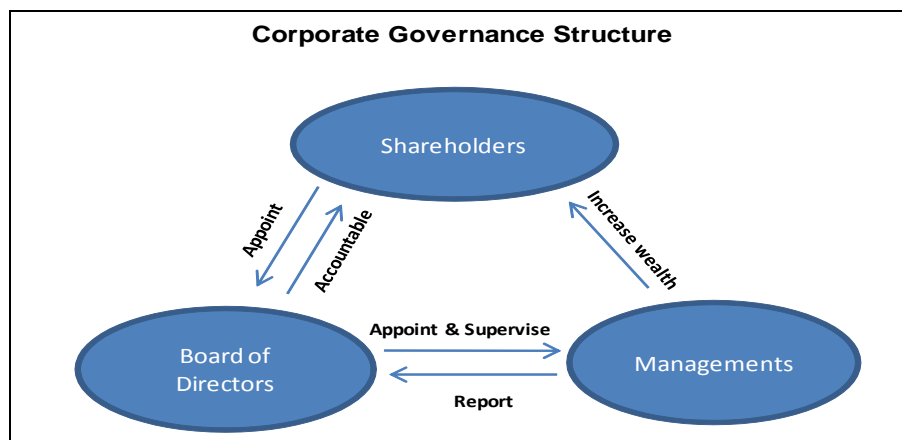 Corporate Governance Structure
Shareholders
Appoint
Accountable
Increase wealth
Appoint & Supervise
Board of
Directors
Managements
Report